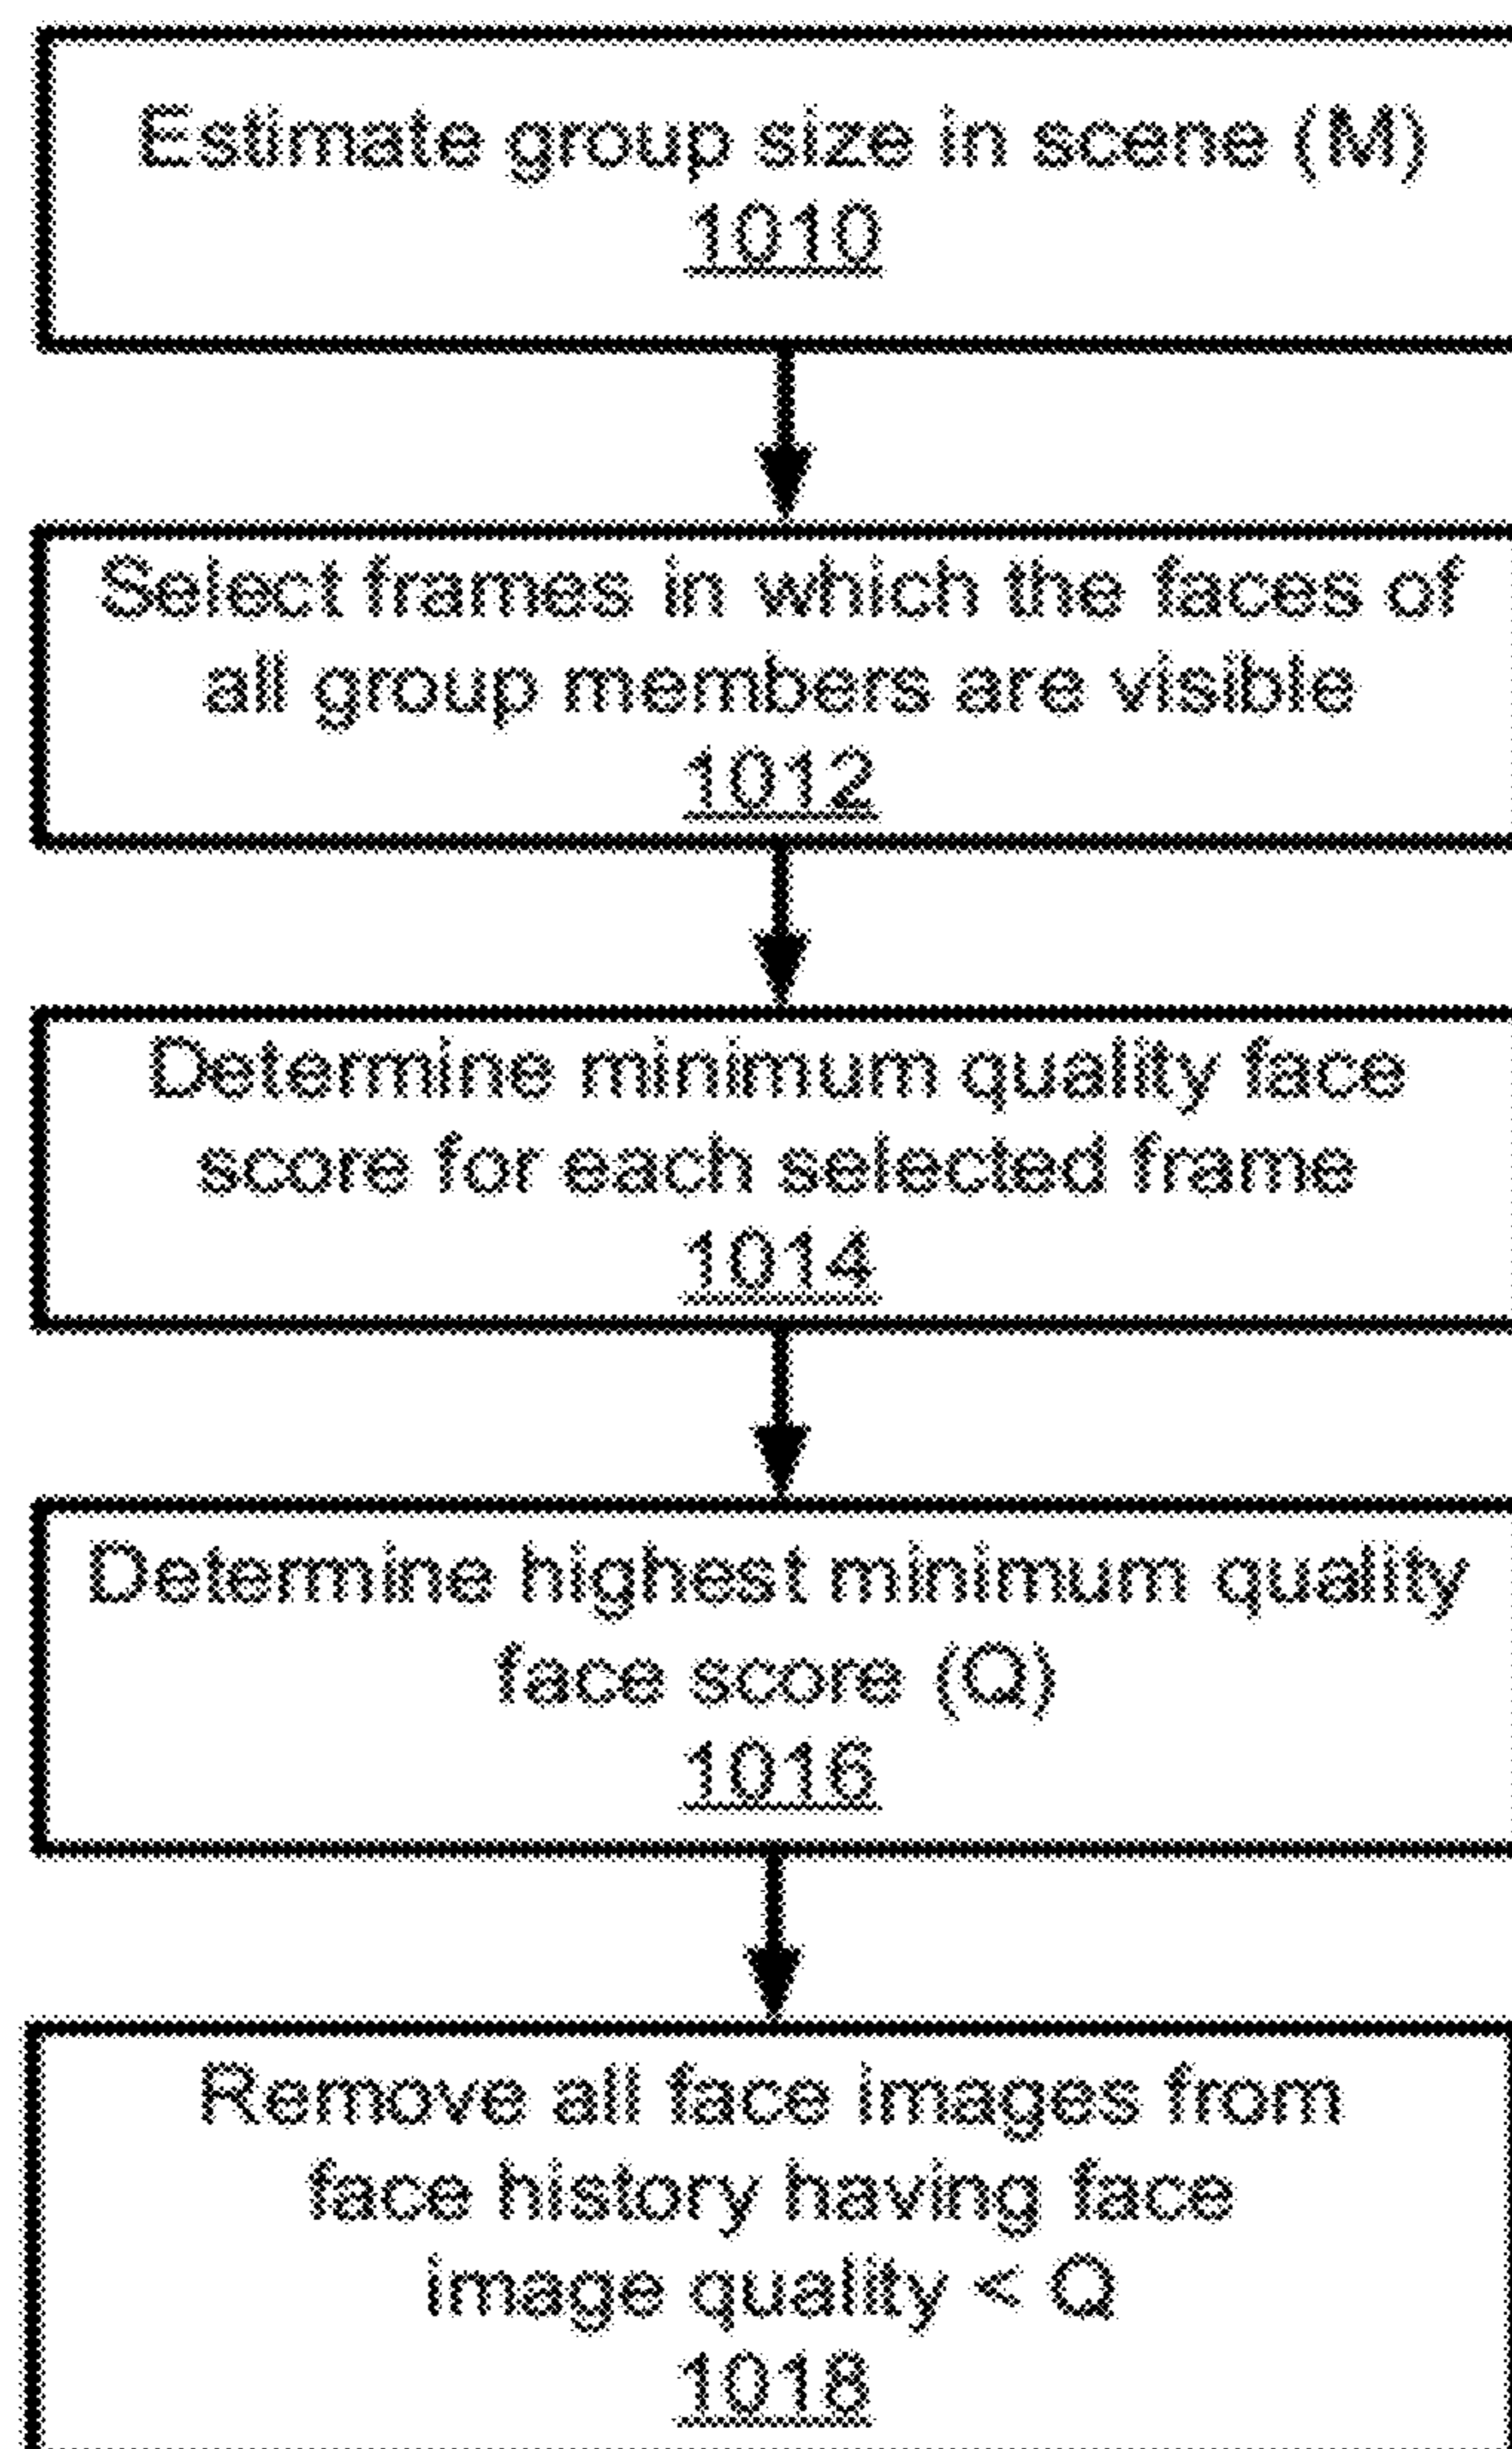 Estimate group size in scene (M)
1010
Select frames in which the faces of
all group members are visible
1012
Determine minimum quality face
score for each selected frame
1014
Determine highest minimum quality
face score (Q)
1016
Remove all face images from
face history having face
image quality < Q
1018